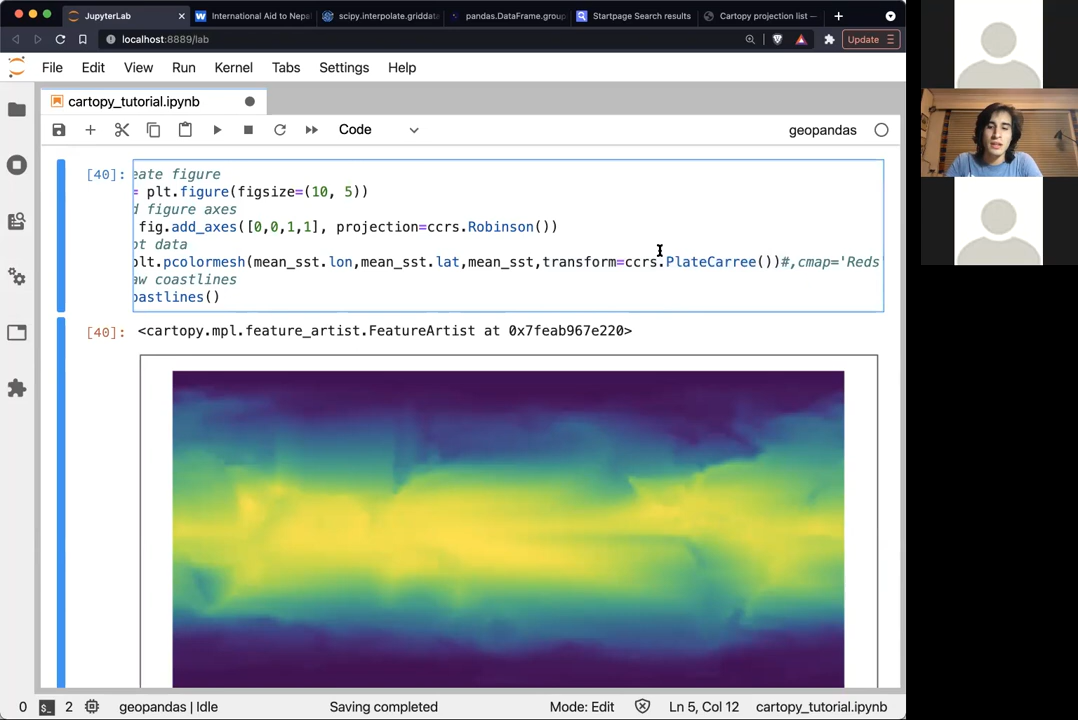 JupyterLab
International Aid to Nepa
scipy.interpolate.griddat
pandas.DataFrame.group
Startpage Search results
Cartopy projection list —
localhost:8889/lab
Update
File Edit View Run Kernel Tabs Settings Help
cartopy_tutorial.ipynb
Code
geopandas
[40]:
eate figure
= plt.figure(figsize=(10, 5))
d figure axes
fig.add_axes([0,0,1,1], projection=ccrs.Robinson())
ot data
plt.pcolormesh(mean_sst.lon,mean_sst.lat,mean_sst,transform=ccrs.PlateCarree())#,cmap='Reds'
aw coastlines
oastlines()
[40]:
<cartopy.mpl.feature_artist.FeatureArtist at 0x7feab967e220>
0 $_ 2 geopandas | Idle Saving completed Mode: Edit Ln 5, Col 12 cartopy_tutorial.ipynb